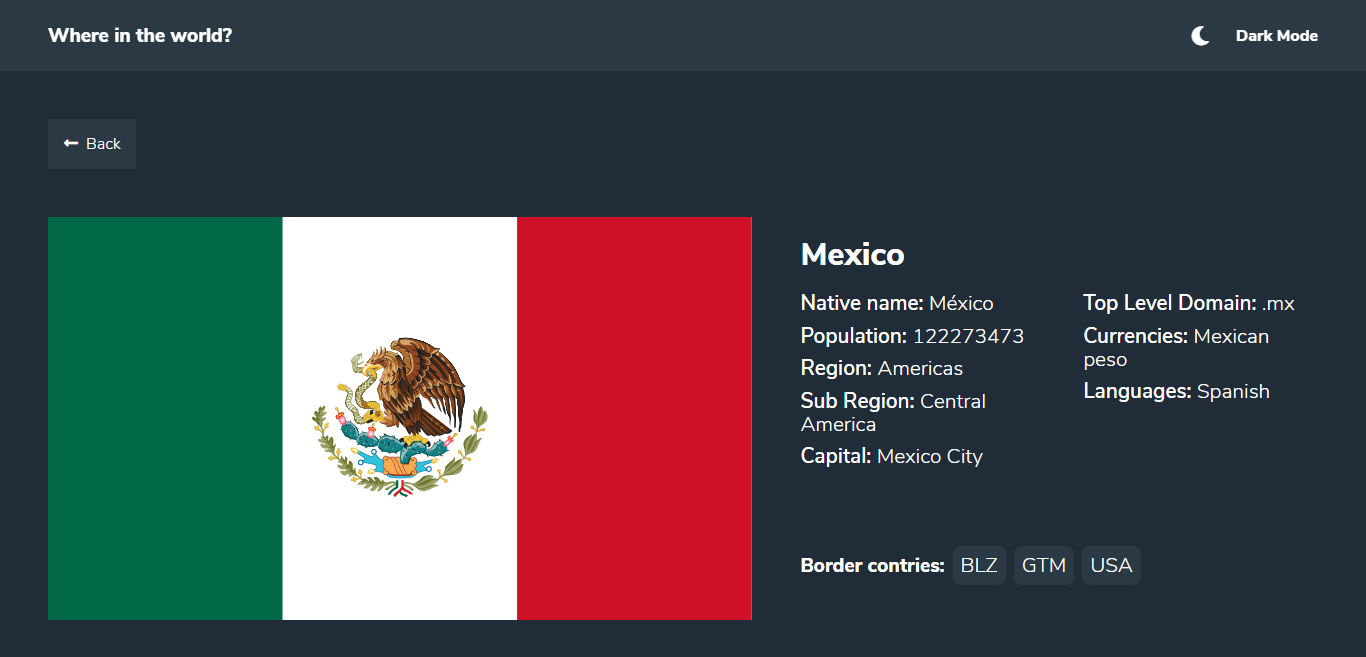 Where in the world?
Dark Mode
Back
Mexico
Native name: México
Population: 122273473
Region: Americas
Sub Region: Central
America
Capital: Mexico City
Top Level Domain: .mx
Currencies: Mexican
peso
Languages: Spanish
Border contries: BLZ GTM USA